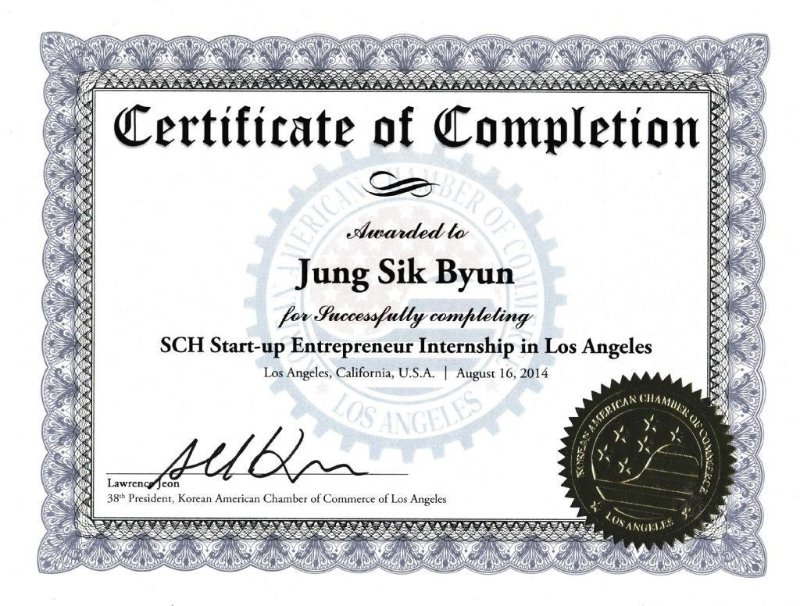 Certificate of Completion
Awarded to
Jung Sik Byun
for Successfully completing
SCH Start-up Entrepreneur Internship in Los Angeles
Los Angeles, California, U.S.A. | August 16, 2014
Lawrence Jeon
38th President, Korean American Chamber of Commerce of Los Angeles
KOREAN AMERICAN CHAMBER OF COMMERCE
LOS ANGELES
KOREAN AMERICAN CHAMBER OF COMMERCE
LOS ANGELES